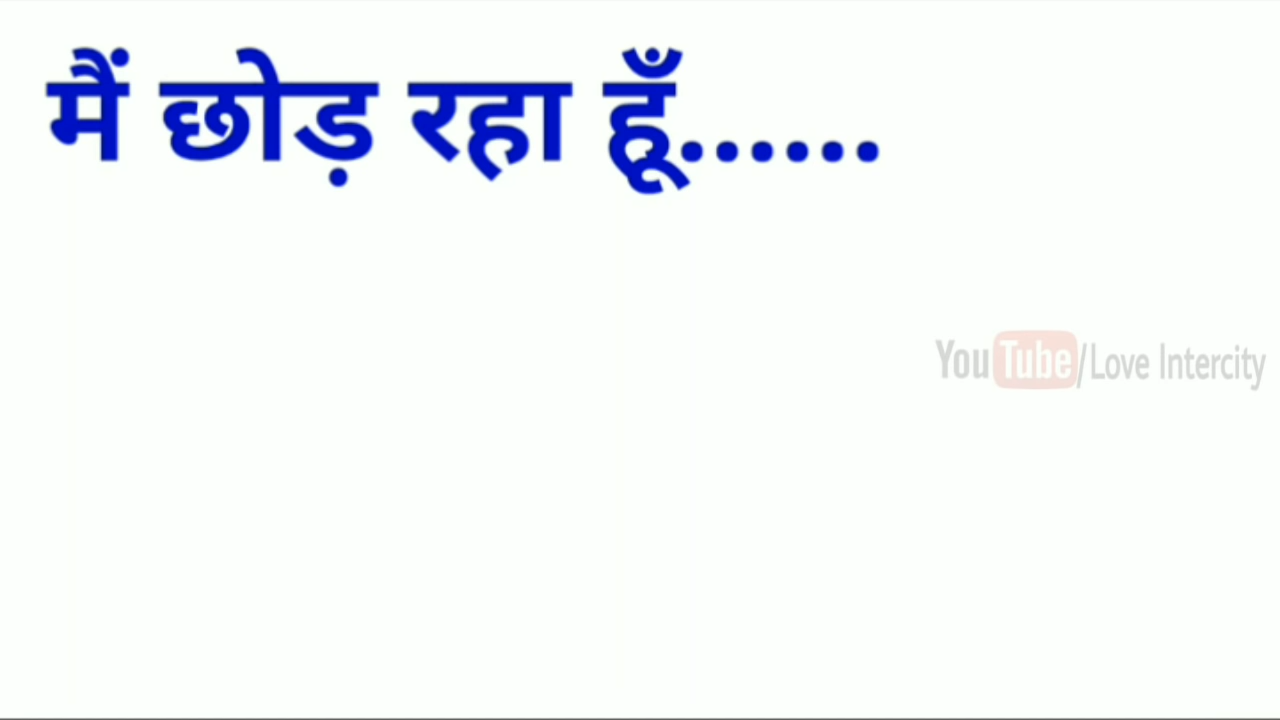 मैं छोड़ रहा हूँ......
YouTube/Love Intercity